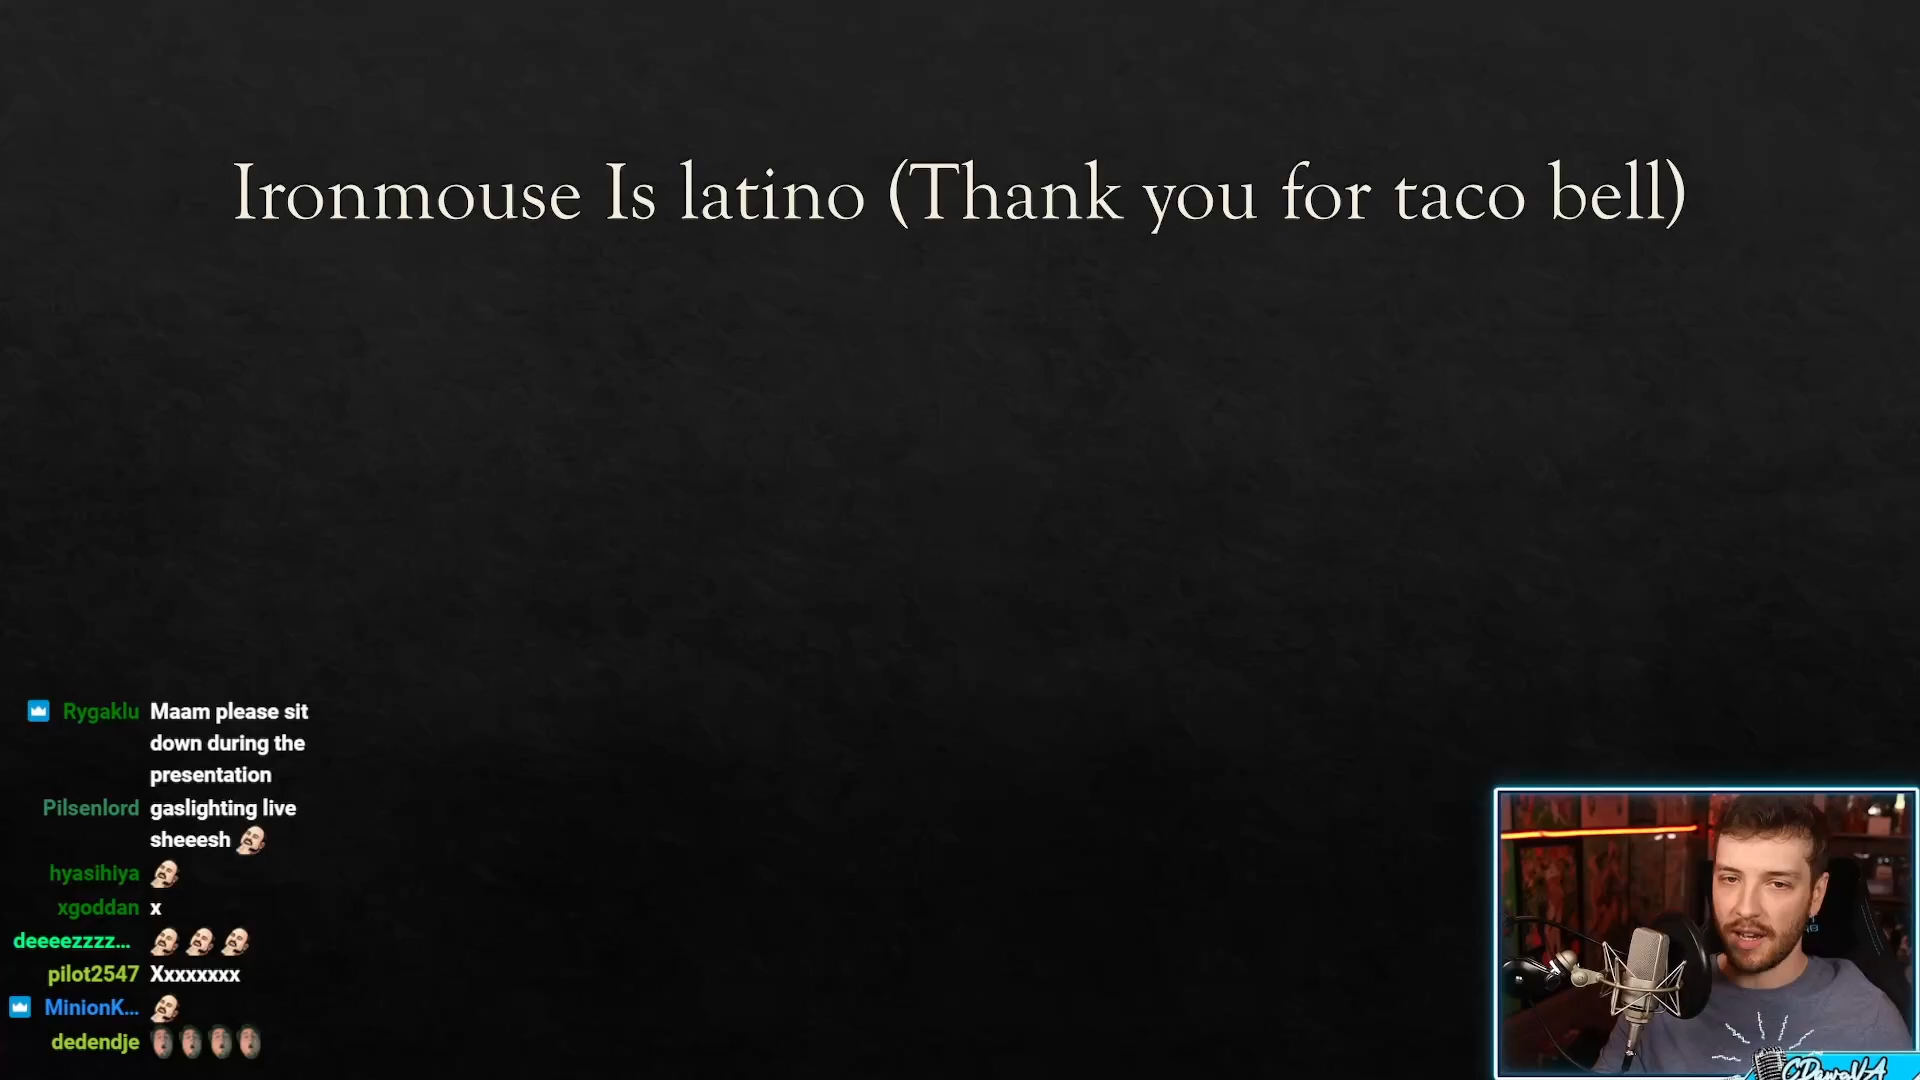 Ironmouse Is latino (Thank you for taco bell)
Rygaklu Maam please sit
down during the
presentation
Pilsenlord gaslighting live
sheeesh
hyasihiya
xgoddan x
deeeezzzz...
pilot2547 Xxxxxxxx
MinionK...
dedendje
CDawgVA